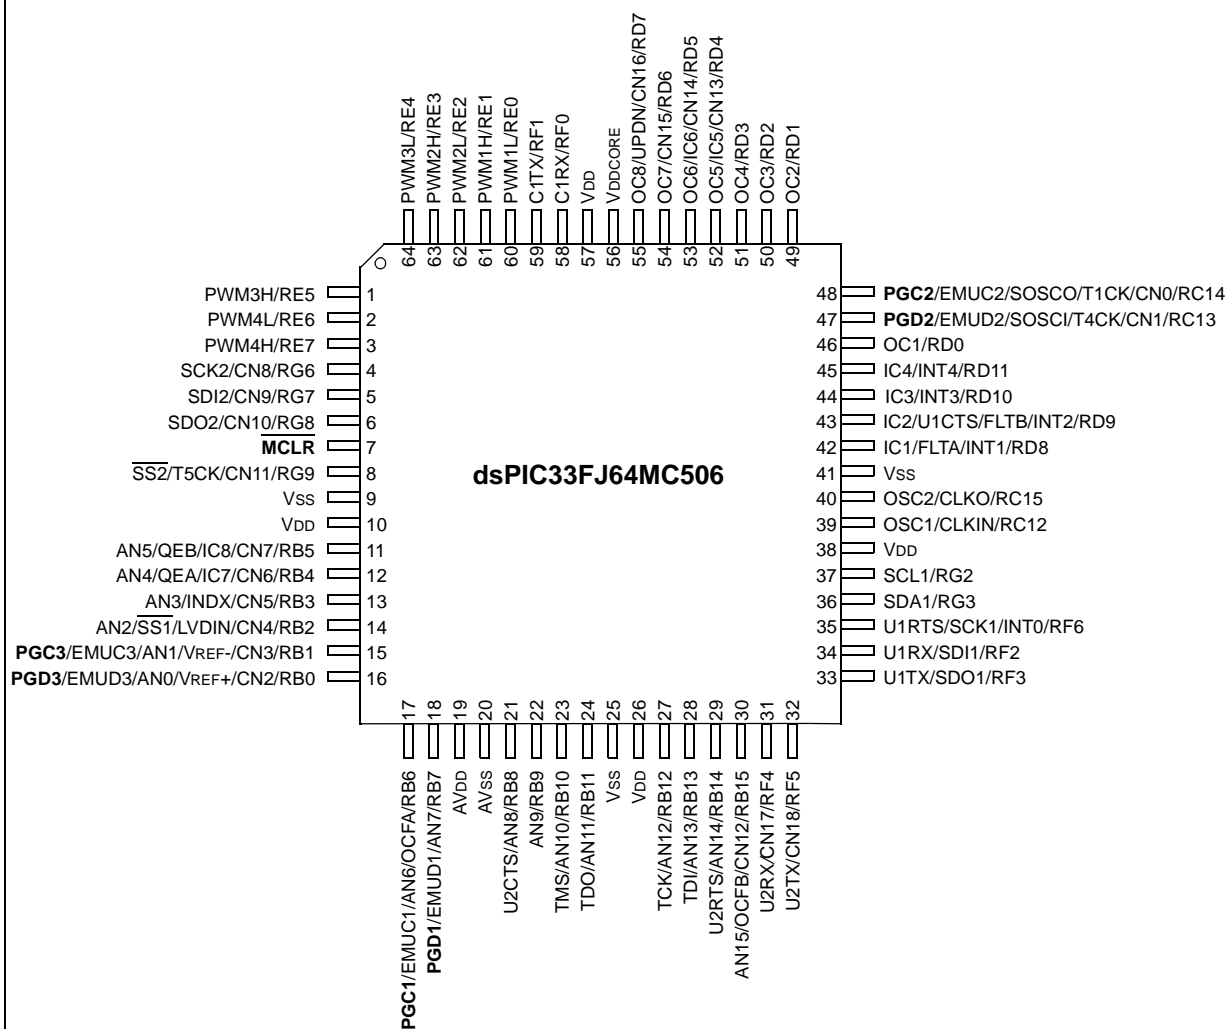 PWM3L/RE4
PWM2H/RE3
PWM2L/RE2
PWM1H/RE1
PWM1L/RE0
C1TX/RF1
C1RX/RF0
VDD
VDDCORE
OC8/UPDN/CN16/RD7
OC7/CN15/RD6
OC6/IC6/CN14/RD5
OC5/IC5/CN13/RD4
OC4/RD3
OC3/RD2
OC2/RD1
64
63
62
61
60
59
58
57
56
55
54
53
52
51
50
49
PWM3H/RE5 1
PWM4L/RE6 2
PWM4H/RE7 3
SCK2/CN8/RG6 4
SDI2/CN9/RG7 5
SDO2/CN10/RG8 6
MCLR 7
SS2/T5CK/CN11/RG9 8
VSS 9
VDD 10
AN5/QEB/IC8/CN7/RB5 11
AN4/QEA/IC7/CN6/RB4 12
AN3/INDX/CN5/RB3 13
AN2/SS1/LVDIN/CN4/RB2 14
PGC3/EMUC3/AN1/VREF-/CN3/RB1 15
PGD3/EMUD3/AN0/VREF+/CN2/RB0 16
dsPIC33FJ64MC506
48 PGC2/EMUC2/SOSCO/T1CK/CN0/RC14
47 PGD2/EMUD2/SOSCI/T4CK/CN1/RC13
46 OC1/RD0
45 IC4/INT4/RD11
44 IC3/INT3/RD10
43 IC2/U1CTS/FLTB/INT2/RD9
42 IC1/FLTA/INT1/RD8
41 VSS
40 OSC2/CLKO/RC15
39 OSC1/CLKIN/RC12
38 VDD
37 SCL1/RG2
36 SDA1/RG3
35 U1RTS/SCK1/INT0/RF6
34 U1RX/SDI1/RF2
33 U1TX/SDO1/RF3
17
18
19
20
21
22
23
24
25
26
27
28
29
30
31
32
PGC1/EMUC1/AN6/OCFA/RB6
PGD1/EMUD1/AN7/RB7
AVDD
AVSS
U2CTS/AN8/RB8
AN9/RB9
TMS/AN10/RB10
TDO/AN11/RB11
VSS
VDD
TCK/AN12/RB12
TDI/AN13/RB13
U2RTS/AN14/RB14
AN15/OCFB/CN12/RB15
U2RX/CN17/RF4
U2TX/CN18/RF5